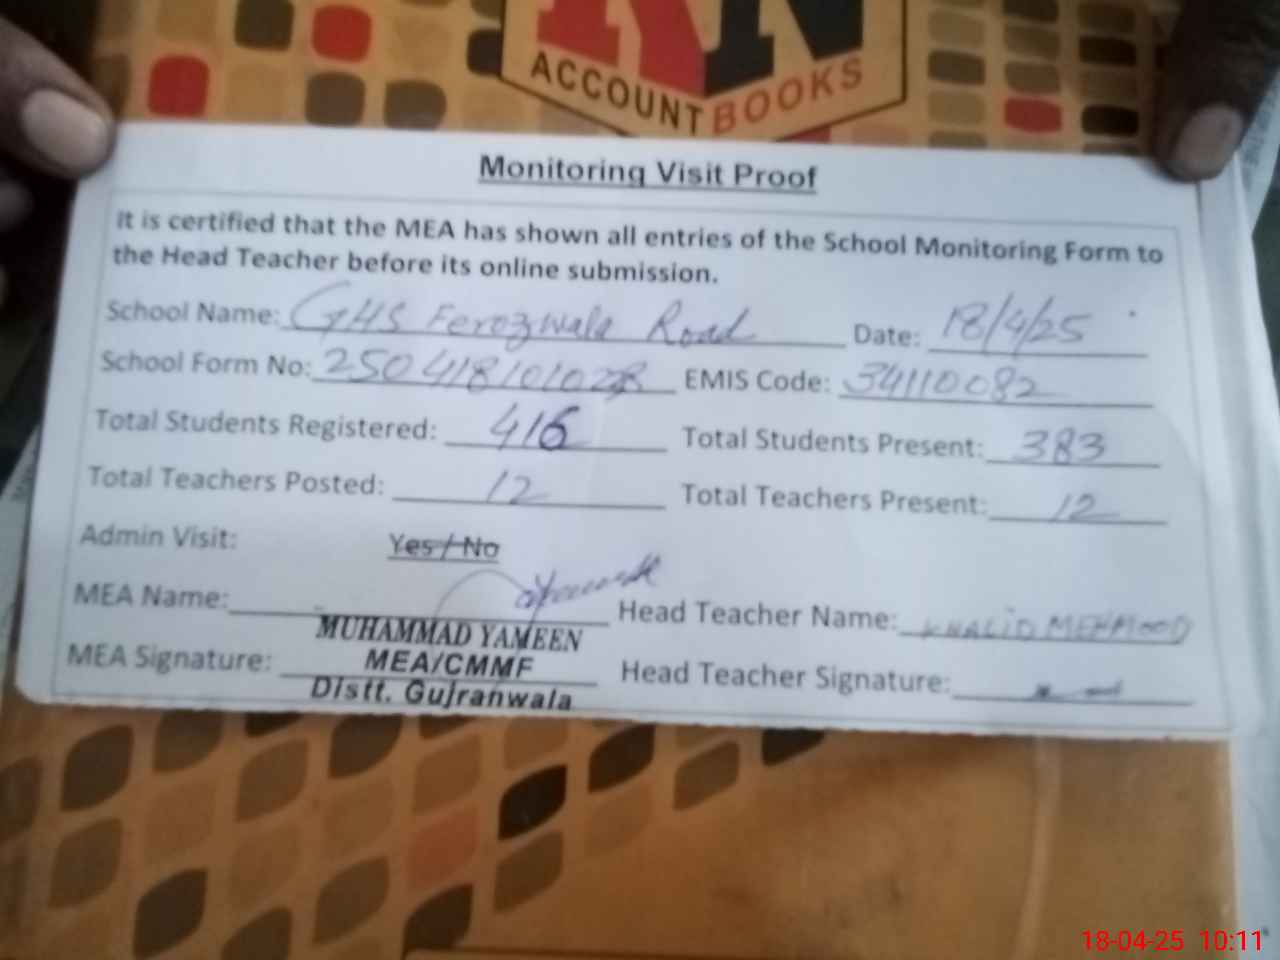 ACCOUNT BOOKS
Monitoring Visit Proof
It is certified that the MEA has shown all entries of the School Monitoring Form to
the Head Teacher before its online submission.
School Name: GHS Ferozwala Road Date: 18/4/25
School Form No: 250418101028 EMIS Code: 34110082
Total Students Registered: 416 Total Students Present: 383
Total Teachers Posted: 12 Total Teachers Present: 12
Admin Visit: Yes / No
MEA Name: Head Teacher Name: KHALID MEHMOOD
MUHAMMAD YAMEEN
MEA Signature: MEA/CMMF Head Teacher Signature:
Distt. Gujranwala
18-04-25 10:11